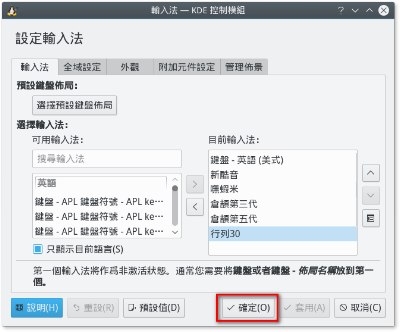 輸入法 — KDE 控制模組
設定輸入法
輸入法 全域設定 外觀 附加元件設定 管理佈景
預設鍵盤佈局:
選擇預設鍵盤佈局
選擇輸入法:
可用輸入法: 目前輸入法:
搜尋輸入法
英語
鍵盤 - APL 鍵盤符號 - APL ke…
鍵盤 - APL 鍵盤符號 - APL ke…
鍵盤 - APL 鍵盤符號 - APL ke…
只顯示目前語言(S)
鍵盤 - 英語 (美式)
新酷音
嘸蝦米
倉頡第三代
倉頡第五代
行列30
第一個輸入法將作爲非激活狀態。通常您需要將鍵盤或者鍵盤 - 佈局名稱放到第一
個。
說明(H) 重設(R) 預設值(D) 確定(O) 套用(A) 取消(C)